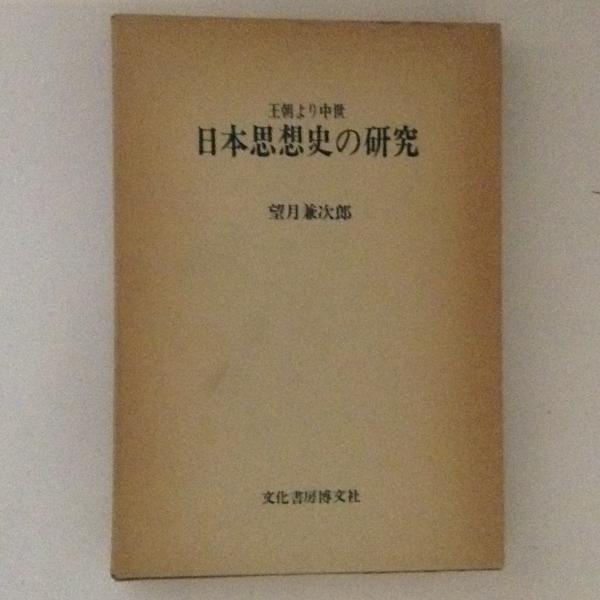 王朝より中世
日本思想史の研究
望月兼次郎
文化書房博文社